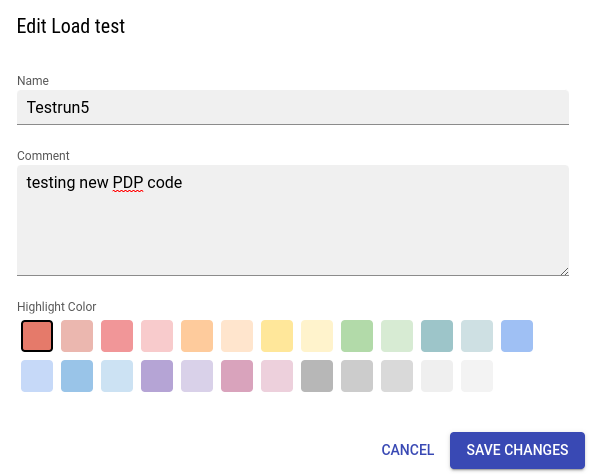 Edit Load test
Name
Testrun5
Comment
testing new PDP code
Highlight Color
CANCEL
SAVE CHANGES